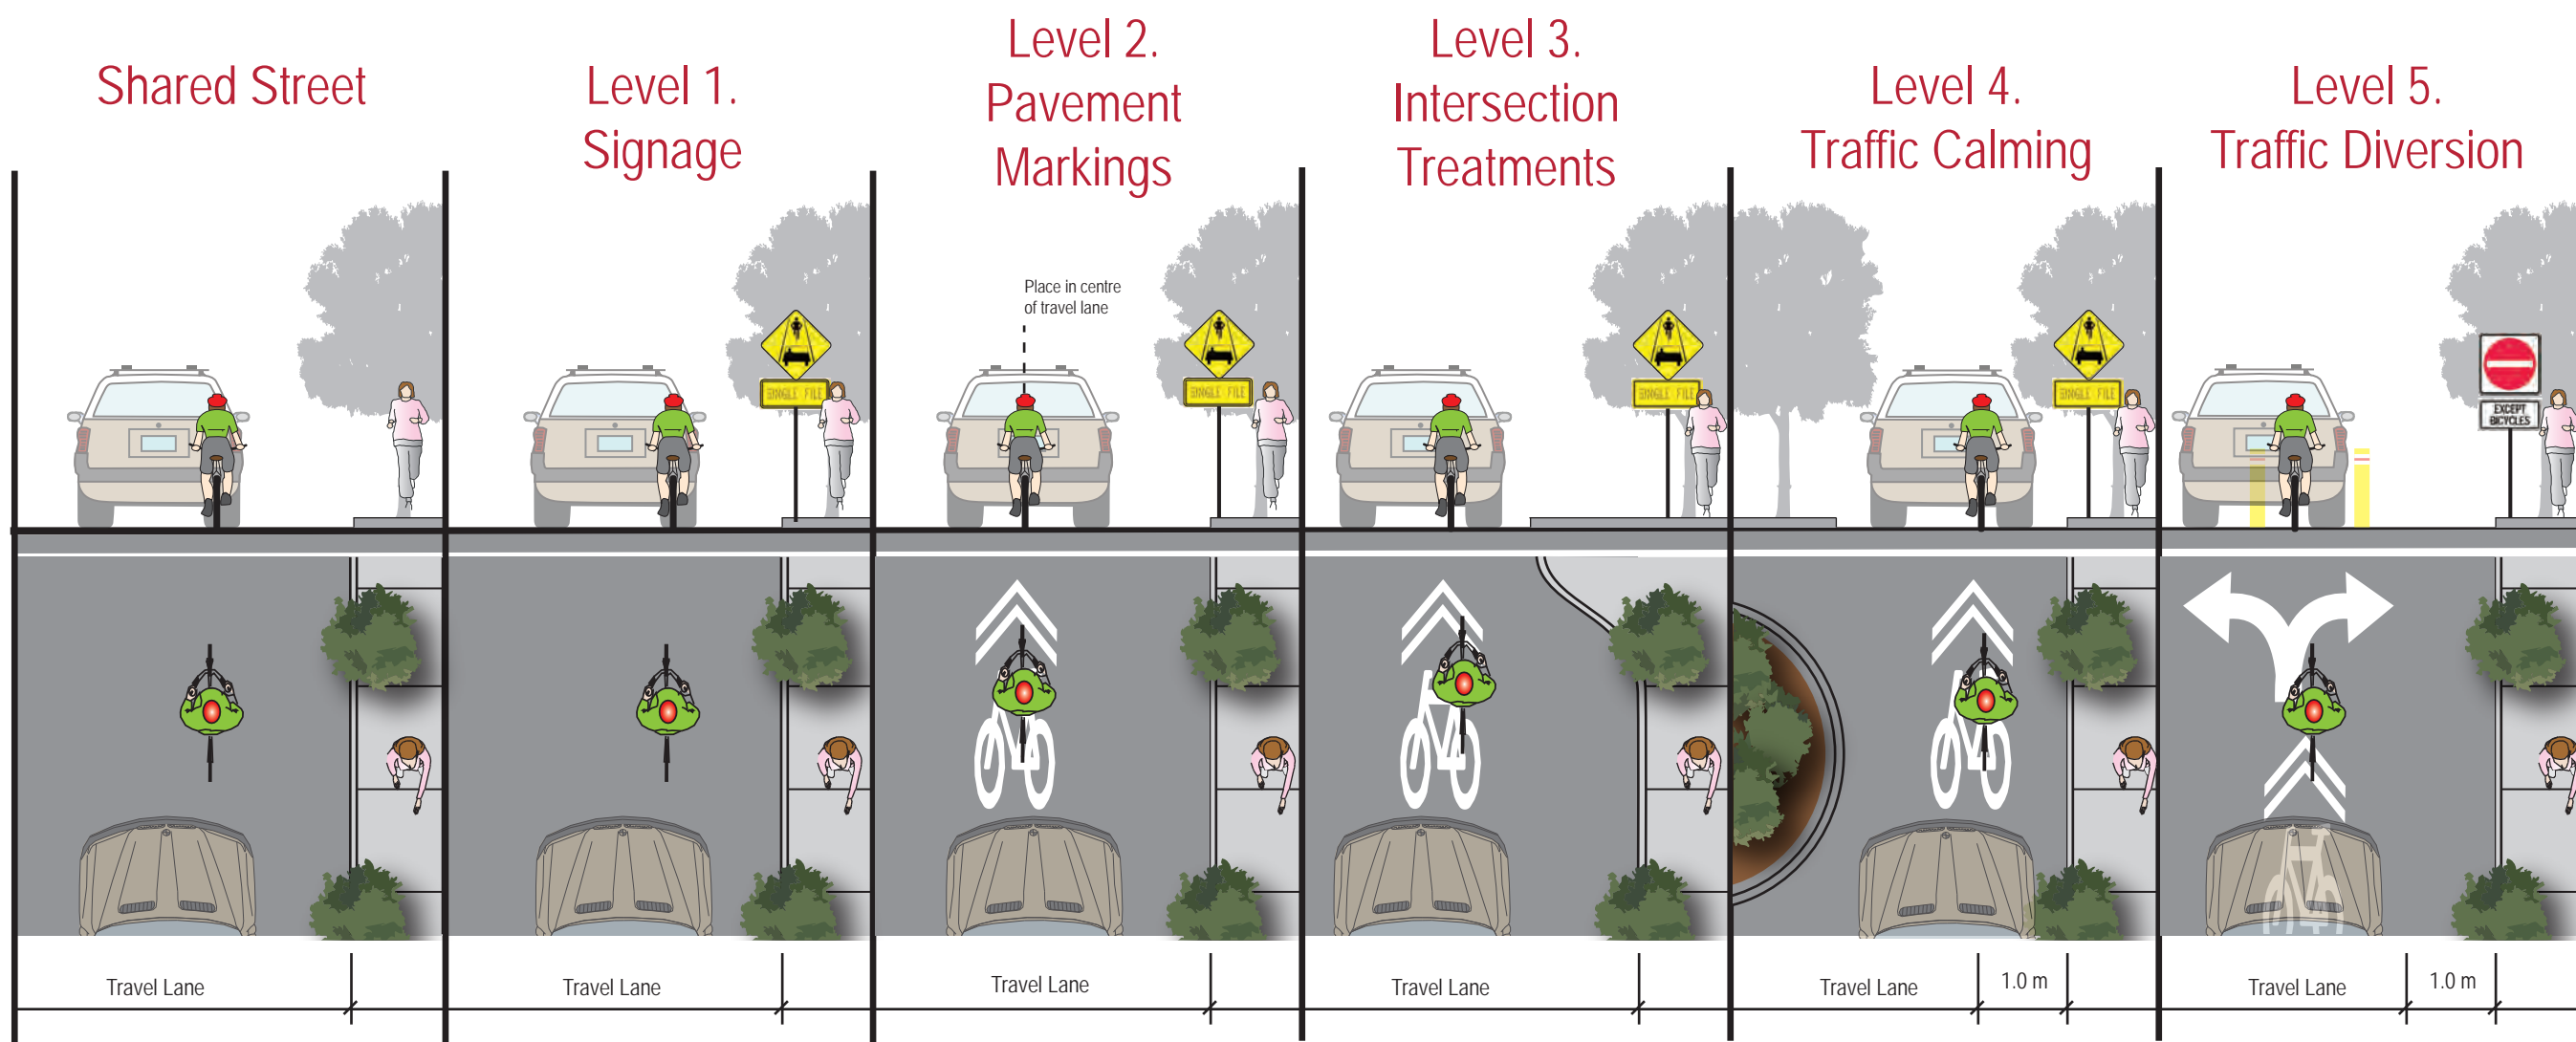 Shared Street
Level 1.
Signage
Level 2.
Pavement
Markings
Level 3.
Intersection
Treatments
Level 4.
Traffic Calming
Level 5.
Traffic Diversion
Place in centre
of travel lane
SINGLE FILE
SINGLE FILE
SINGLE FILE
SINGLE FILE
EXCEPT
BICYCLES
Travel Lane
Travel Lane
Travel Lane
Travel Lane
Travel Lane
1.0 m
Travel Lane
1.0 m